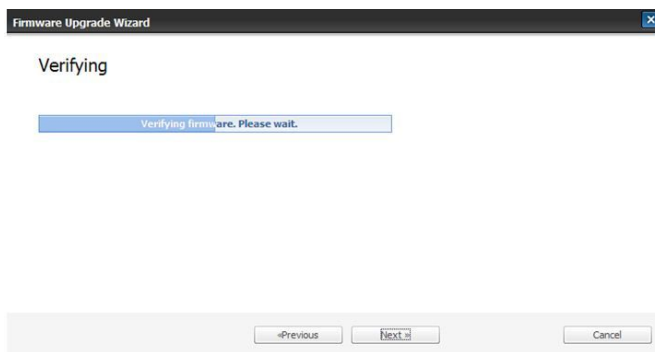 Firmware Upgrade Wizard
Verifying
Verifying firmware. Please wait.
«Previous
Next »
Cancel